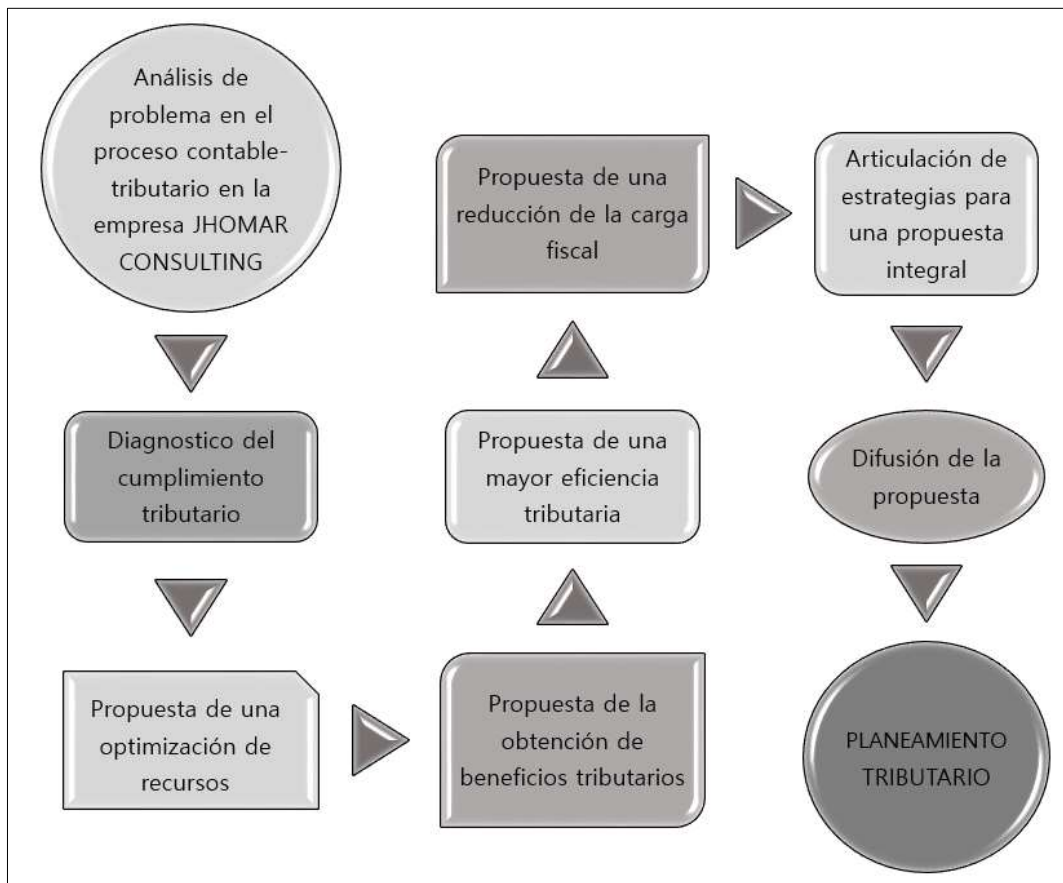 Análisis de
problema en el
proceso contable-
tributario en la
empresa JHOMAR
CONSULTING
Diagnostico del
cumplimiento
tributario
Propuesta de una
optimización de
recursos
Propuesta de la
obtención de
beneficios tributarios
Propuesta de una
mayor eficiencia
tributaria
Propuesta de una
reducción de la carga
fiscal
Articulación de
estrategias para
una propuesta
integral
Difusión de la
propuesta
PLANEAMIENTO
TRIBUTARIO